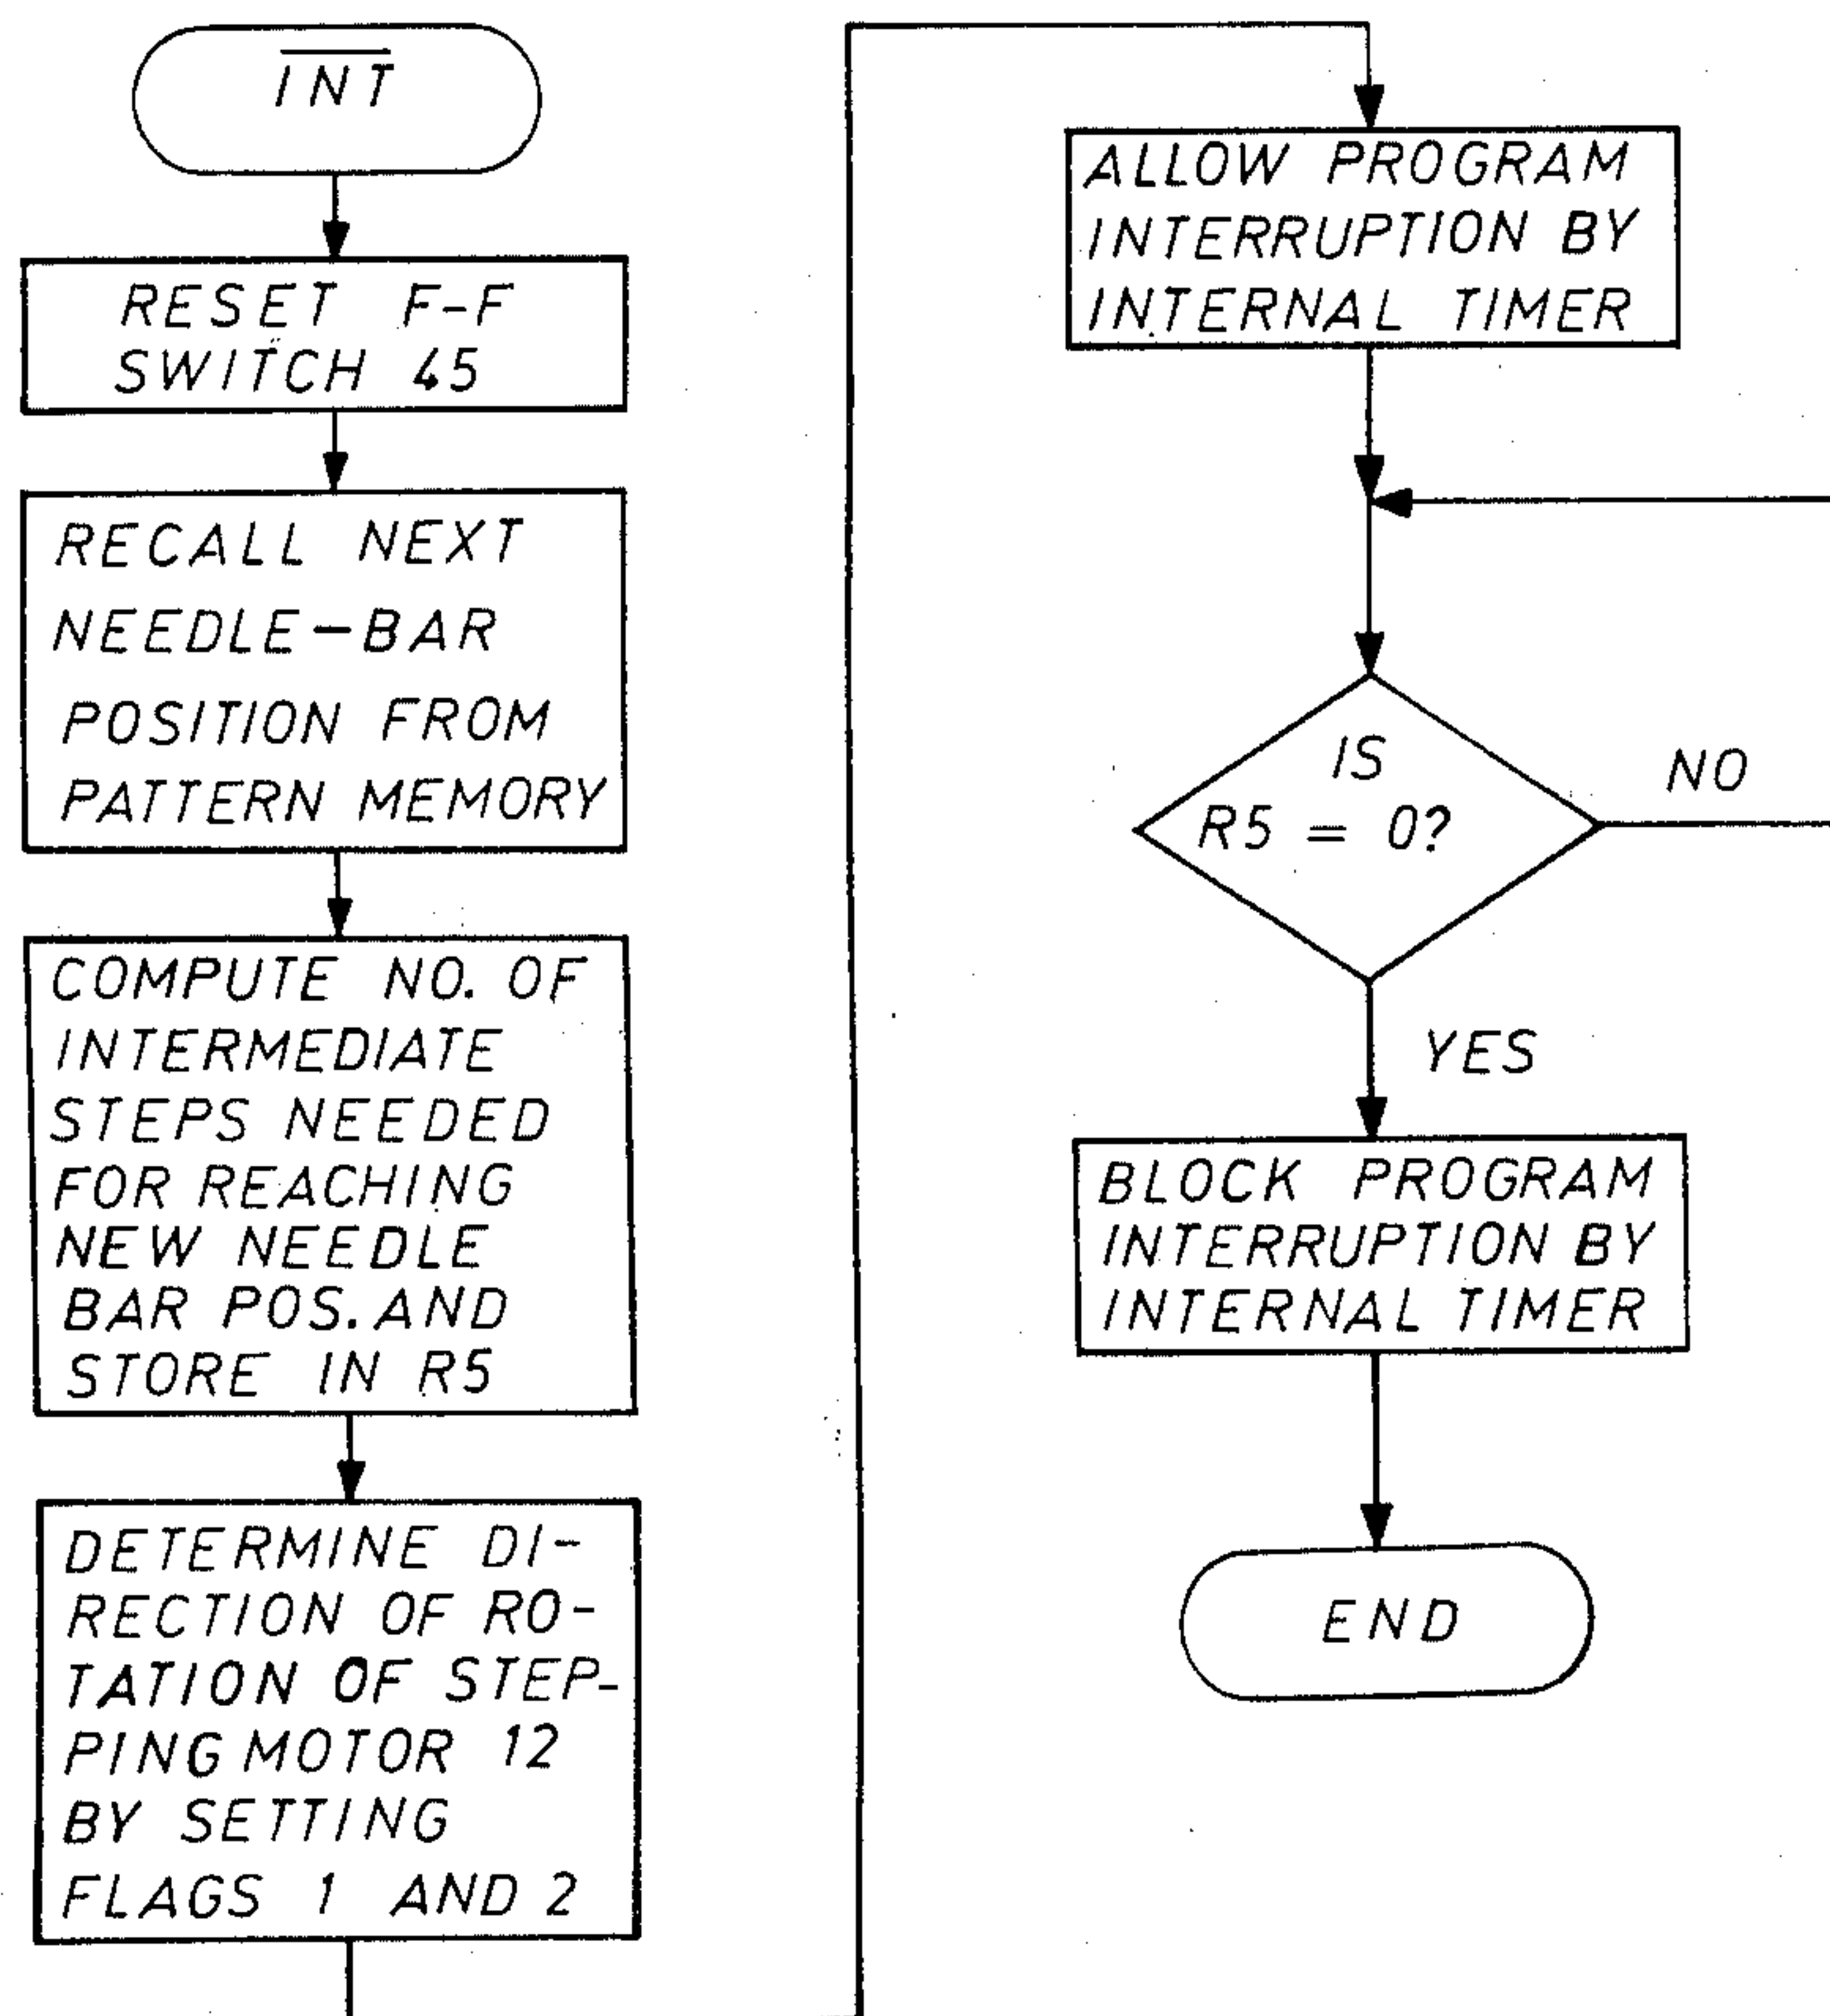 INT
RESET F-F
SWITCH 45
RECALL NEXT
NEEDLE-BAR
POSITION FROM
PATTERN MEMORY
COMPUTE NO. OF
INTERMEDIATE
STEPS NEEDED
FOR REACHING
NEW NEEDLE
BAR POS. AND
STORE IN R5
DETERMINE DI-
RECTION OF RO-
TATION OF STEP-
PING MOTOR 12
BY SETTING
FLAGS 1 AND 2
ALLOW PROGRAM
INTERRUPTION BY
INTERNAL TIMER
IS
R5 = 0?
NO
YES
BLOCK PROGRAM
INTERRUPTION BY
INTERNAL TIMER
END